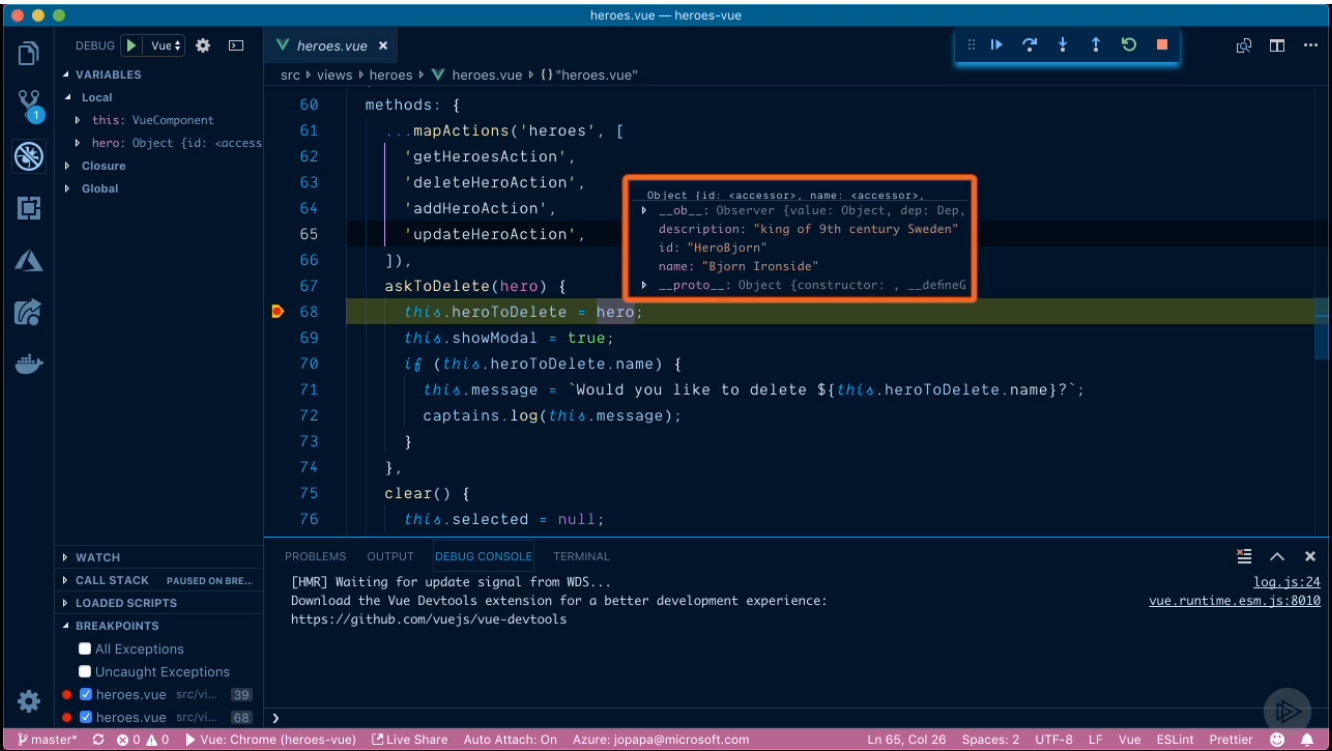 heroes.vue — heroes-vue
DEBUG Vue
heroes.vue
VARIABLES
src views heroes heroes.vue {} "heroes.vue"
Local
this: VueComponent
hero: Object {id: <access
Closure
Global
60 methods: {
61 ...mapActions('heroes', [
62 'getHeroesAction',
63 'deleteHeroAction',
64 'addHeroAction',
65 'updateHeroAction',
66 ]),
67 askToDelete(hero) {
68 this.heroToDelete = hero;
69 this.showModal = true;
70 if (this.heroToDelete.name) {
71 this.message = `Would you like to delete ${this.heroToDelete.name}?`;
72 captains.log(this.message);
73 }
74 },
75 clear() {
76 this.selected = null;
Object {id: <accessor>, name: <accessor>,
__ob__: Observer {value: Object, dep: Dep,
description: "king of 9th century Sweden"
id: "HeroBjorn"
name: "Bjorn Ironside"
__proto__: Object {constructor: , __defineG
1
WATCH
CALL STACK PAUSED ON BRE...
LOADED SCRIPTS
BREAKPOINTS
All Exceptions
Uncaught Exceptions
heroes.vue src/vi... 39
heroes.vue src/vi... 68
PROBLEMS OUTPUT DEBUG CONSOLE TERMINAL
[HMR] Waiting for update signal from WDS... log.js:24
Download the Vue Devtools extension for a better development experience: vue.runtime.esm.js:8010
https://github.com/vuejs/vue-devtools
master* 0 0 Vue: Chrome (heroes-vue) Live Share Auto Attach: On Azure: jopapa@microsoft.com Ln 65, Col 26 Spaces: 2 UTF-8 LF Vue ESLint Prettier